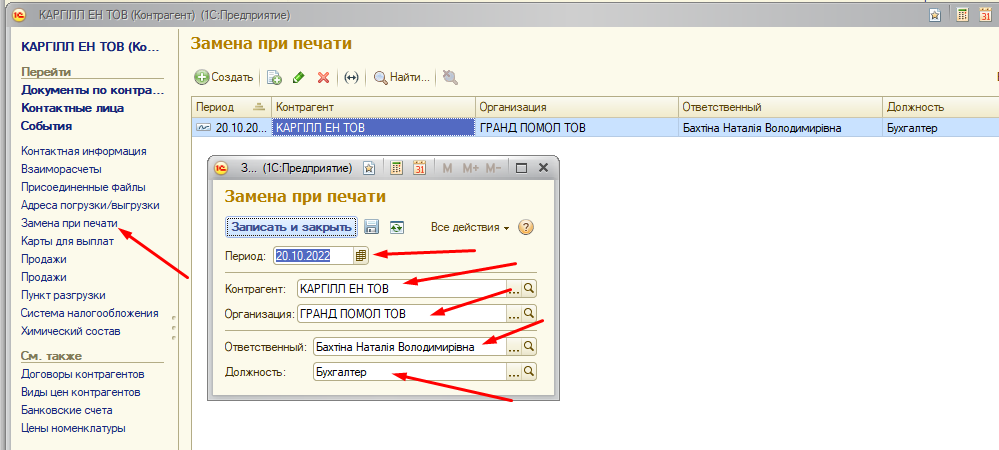 КАРГІЛЛ ЕН ТОВ (Контрагент) (1С:Предприятие)
КАРГІЛЛ ЕН ТОВ (Ко...
Перейти
Документы по контра...
Контактные лица
События
Контактная информация
Взаиморасчеты
Присоединенные файлы
Адреса погрузки/выгрузки
Замена при печати
Карты для выплат
Продажи
Продажи
Пункт разгрузки
Система налогообложения
Химический состав
См. также
Договоры контрагентов
Виды цен контрагентов
Банковские счета
Цены номенклатуры
Замена при печати
Создать Найти...
Период Контрагент Организация Ответственный Должность
20.10.20... КАРГІЛЛ ЕН ТОВ ГРАНД ПОМОЛ ТОВ Бахтіна Наталія Володимирівна Бухгалтер
З... (1С:Предприятие) M M+ M-
Замена при печати
Записать и закрыть Все действия
Период: 20.10.2022
Контрагент: КАРГІЛЛ ЕН ТОВ ...
Организация: ГРАНД ПОМОЛ ТОВ ...
Ответственный: Бахтіна Наталія Володимирівна ...
Должность: Бухгалтер ...